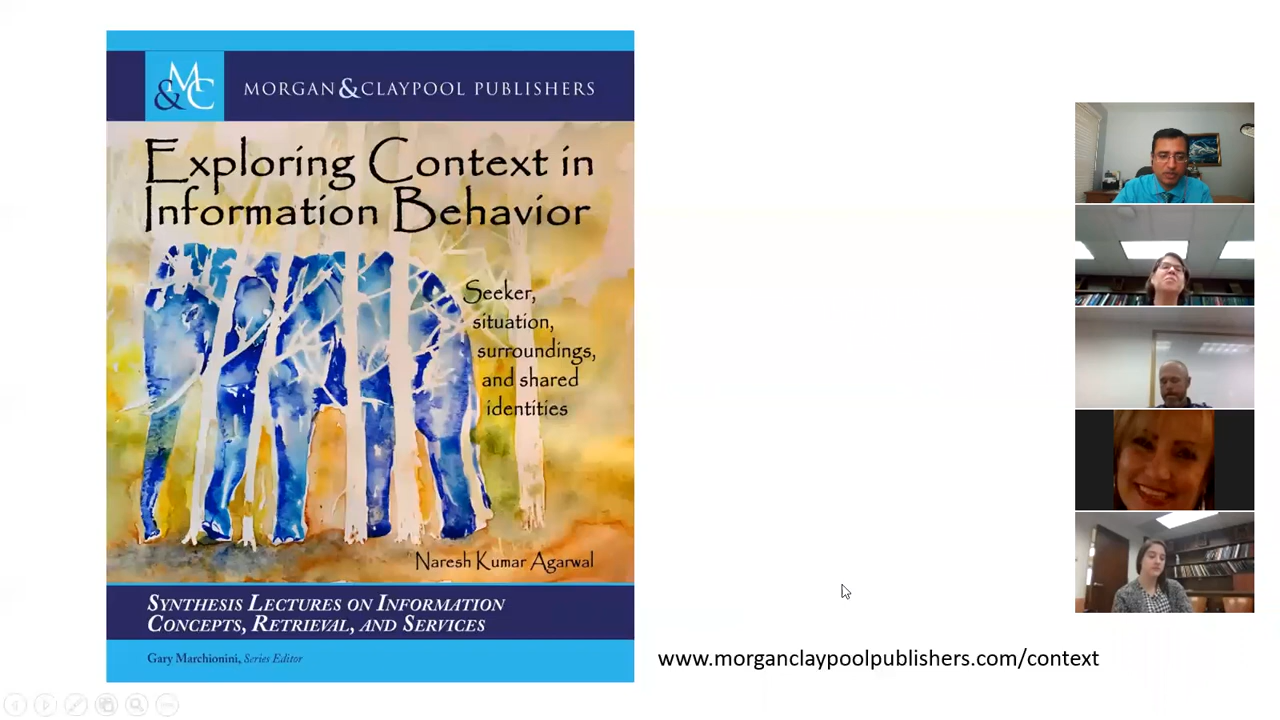 M
&C
MORGAN&CLAYPOOL PUBLISHERS
Exploring Context in
Information Behavior
Seeker,
situation,
surroundings,
and shared
identities
Naresh Kumar Agarwal
SYNTHESIS LECTURES ON INFORMATION
CONCEPTS, RETRIEVAL, AND SERVICES
Gary Marchionini, Series Editor
www.morganclaypoolpublishers.com/context